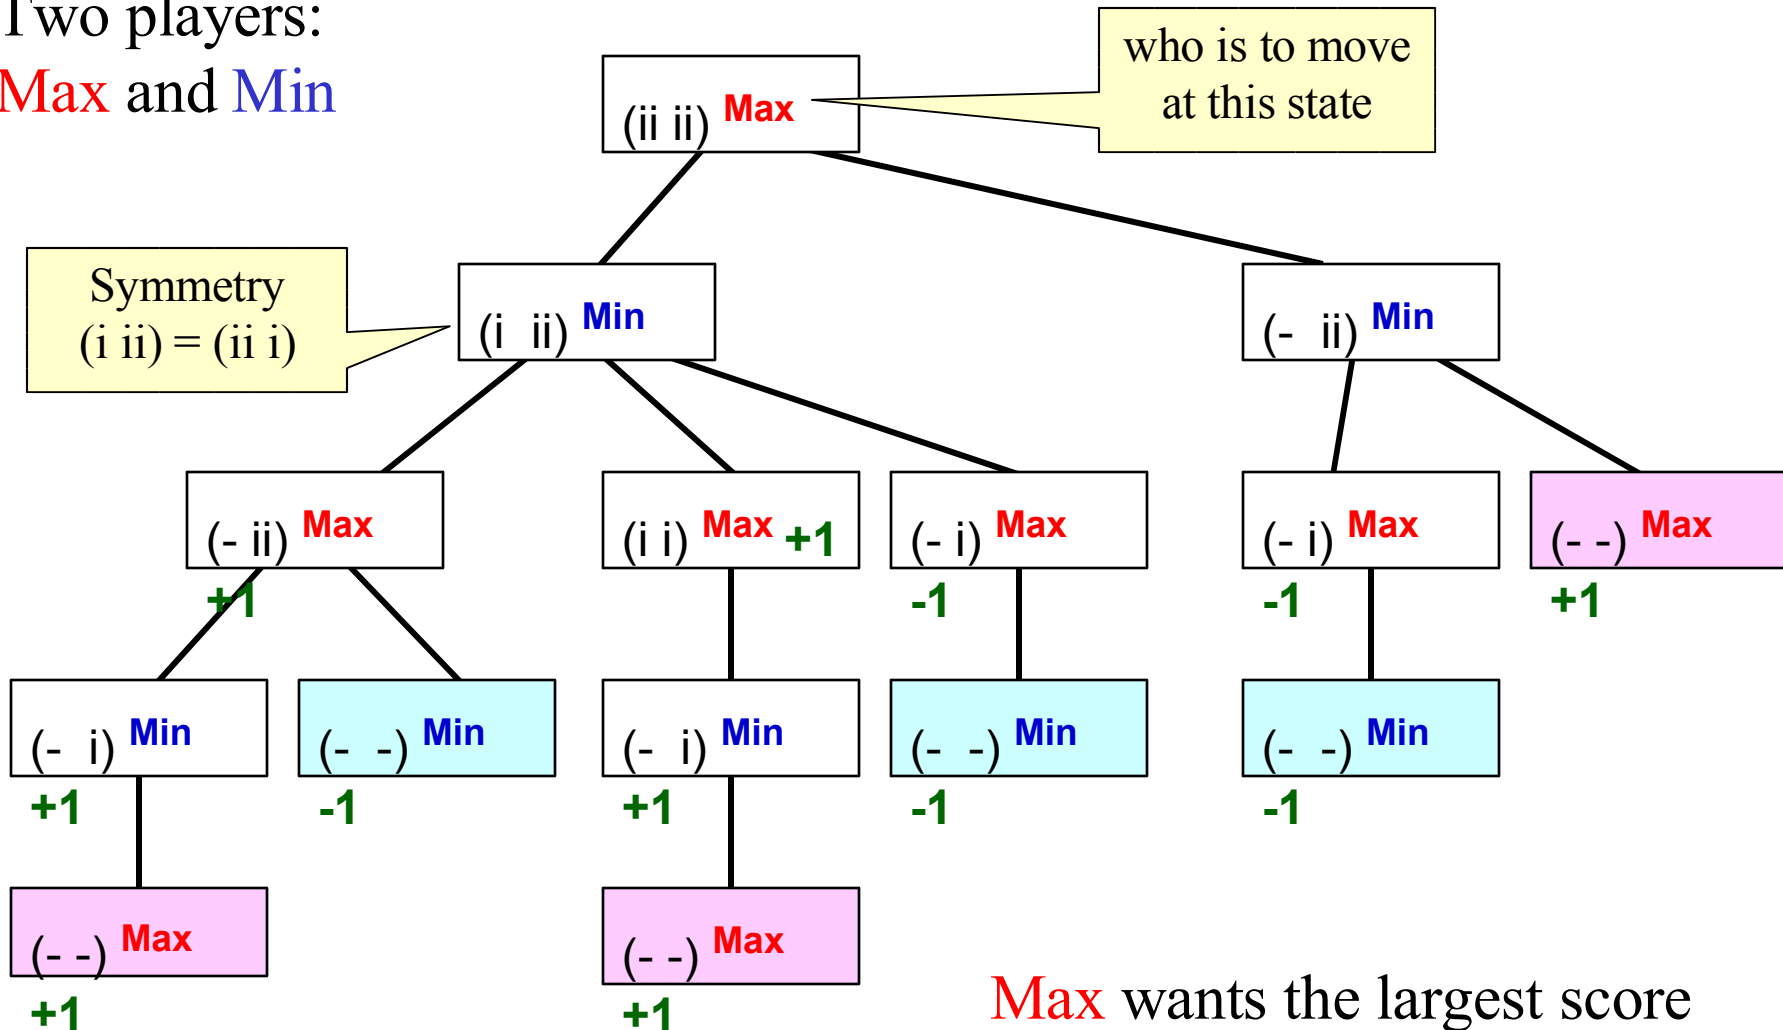 Two players:
Max and Min
who is to move
at this state
(ii ii) Max
Symmetry
(i ii) = (ii i)
(i ii) Min
(- ii) Min
(- ii) Max
+1
(i i) Max +1
(- i) Max
-1
(- i) Max
-1
(- -) Max
+1
(- i) Min
+1
(- -) Min
-1
(- i) Min
+1
(- -) Min
-1
(- -) Min
-1
(- -) Max
+1
(- -) Max
+1
Max wants the largest score